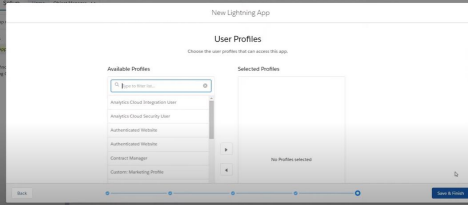 New Lightning App
User Profiles
Choose the user profiles that can access this app.
Available Profiles
Selected Profiles
Type to filter list...
Analytics Cloud Integration User
Analytics Cloud Security User
Authenticated Website
Authenticated Website
Contract Manager
Custom: Marketing Profile
No Profiles selected
Back
Save & Finish